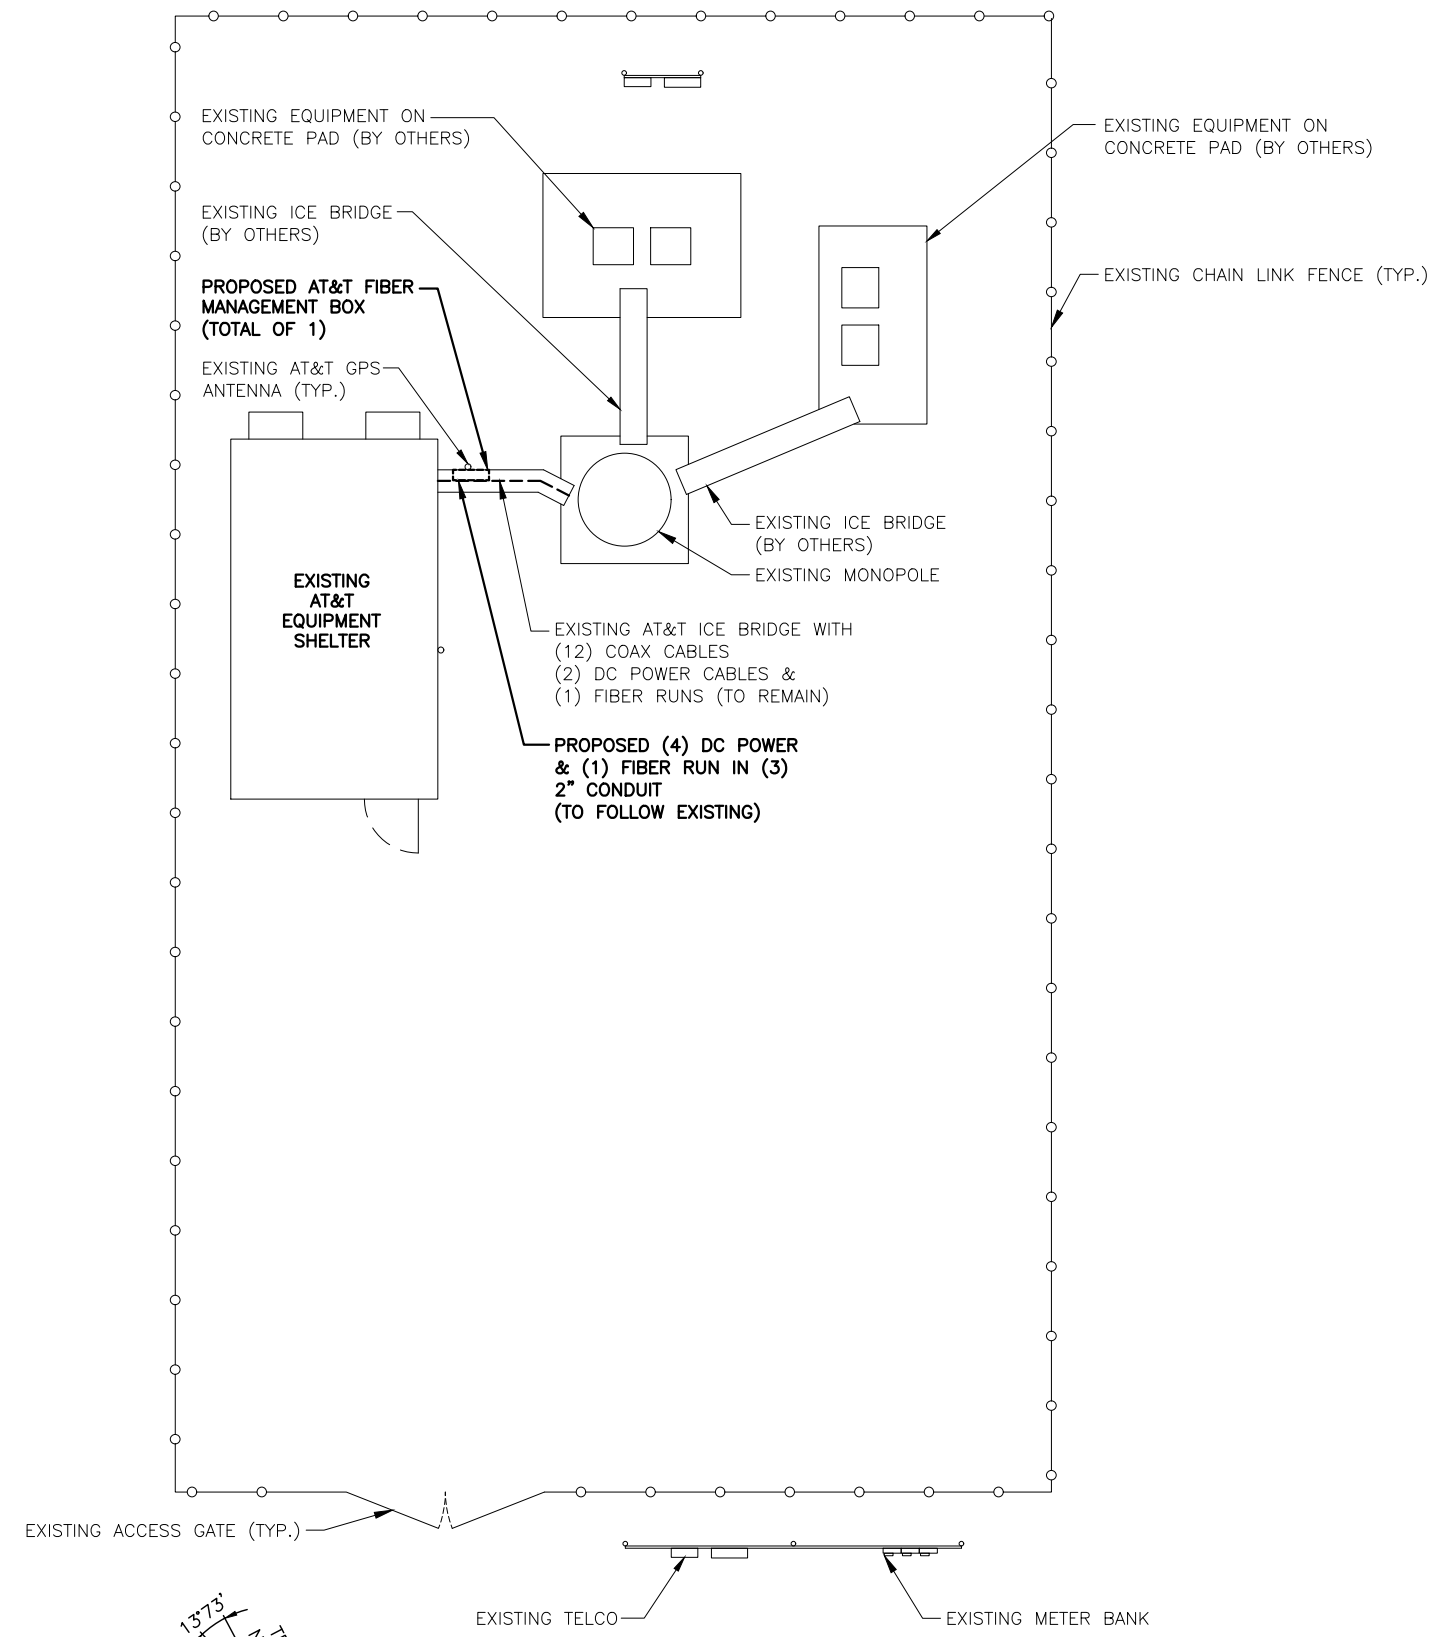 EXISTING EQUIPMENT ON
CONCRETE PAD (BY OTHERS)
EXISTING EQUIPMENT ON
CONCRETE PAD (BY OTHERS)
EXISTING ICE BRIDGE
(BY OTHERS)
EXISTING CHAIN LINK FENCE (TYP.)
PROPOSED AT&T FIBER
MANAGEMENT BOX
(TOTAL OF 1)
EXISTING AT&T GPS
ANTENNA (TYP.)
EXISTING ICE BRIDGE
(BY OTHERS)
EXISTING MONOPOLE
EXISTING
AT&T
EQUIPMENT
SHELTER
EXISTING AT&T ICE BRIDGE WITH
(12) COAX CABLES
(2) DC POWER CABLES &
(1) FIBER RUNS (TO REMAIN)
PROPOSED (4) DC POWER
& (1) FIBER RUN IN (3)
2" CONDUIT
(TO FOLLOW EXISTING)
EXISTING ACCESS GATE (TYP.)
EXISTING TELCO
EXISTING METER BANK
13°73'